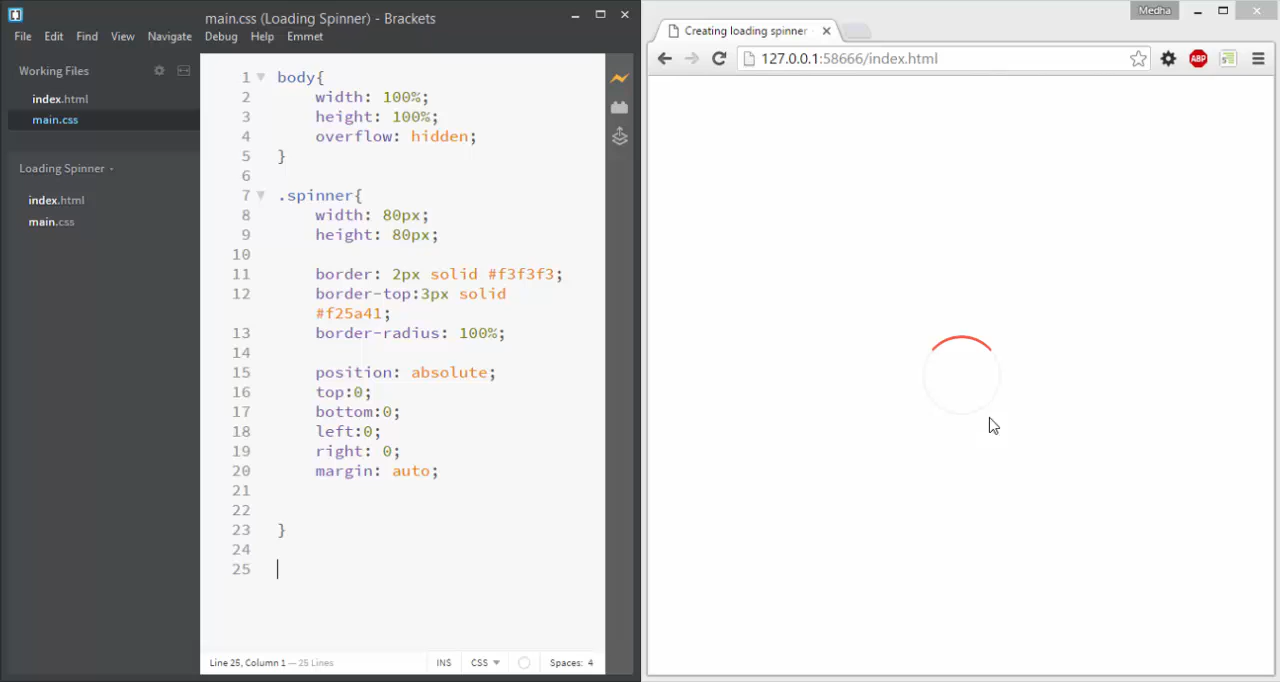 main.css (Loading Spinner) - Brackets
File Edit Find View Navigate Debug Help Emmet
Working Files
index.html
main.css
Loading Spinner
index.html
main.css
1 body{
2 width: 100%;
3 height: 100%;
4 overflow: hidden;
5 }
6
7 .spinner{
8 width: 80px;
9 height: 80px;
10
11 border: 2px solid #f3f3f3;
12 border-top:3px solid
#f25a41;
13 border-radius: 100%;
14
15 position: absolute;
16 top:0;
17 bottom:0;
18 left:0;
19 right: 0;
20 margin: auto;
21
22
23 }
24
25
Line 25, Column 1 — 25 Lines INS CSS Spaces: 4
Medha
Creating loading spinner
127.0.0.1:58666/index.html
ABP